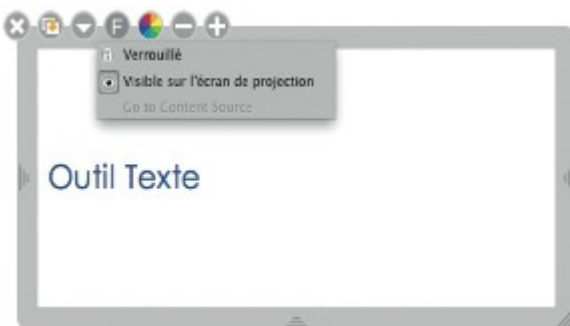 F
Verrouillé
Visible sur l'écran de projection
Go to Content Source
Outil Texte